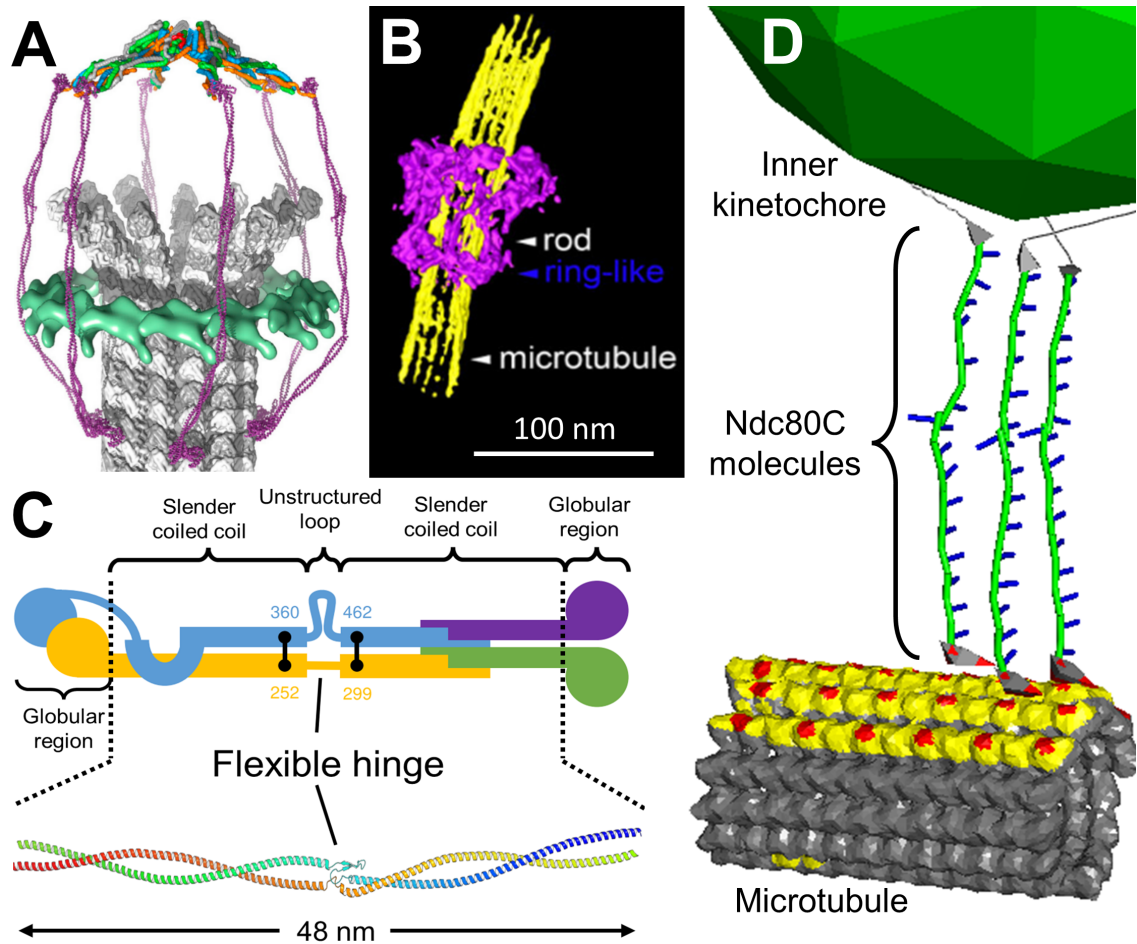 A
B
rod
ring-like
microtubule
100 nm
C
Slender
coiled coil
Unstructured
loop
Slender
coiled coil
Globular
region
360
462
252
299
Globular
region
Flexible hinge
48 nm
D
Inner
kinetochore
Ndc80C
molecules
Microtubule